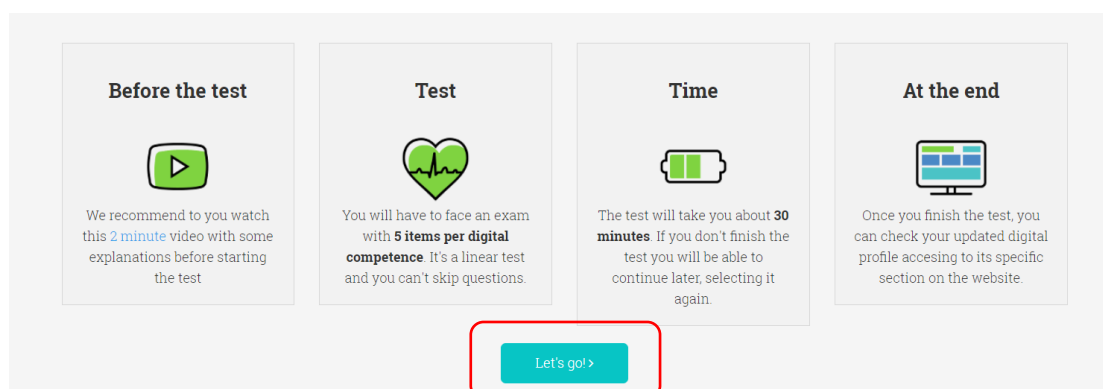 Before the test
We recommend to you watch
this 2 minute video with some
explanations before starting
the test
Test
You will have to face an exam
with 5 items per digital
competence. It's a linear test
and you can't skip questions.
Time
The test will take you about 30
minutes. If you don't finish the
test you will be able to
continue later, selecting it
again.
At the end
Once you finish the test, you
can check your updated digital
profile accesing to its specific
section on the website.
Let's go! >